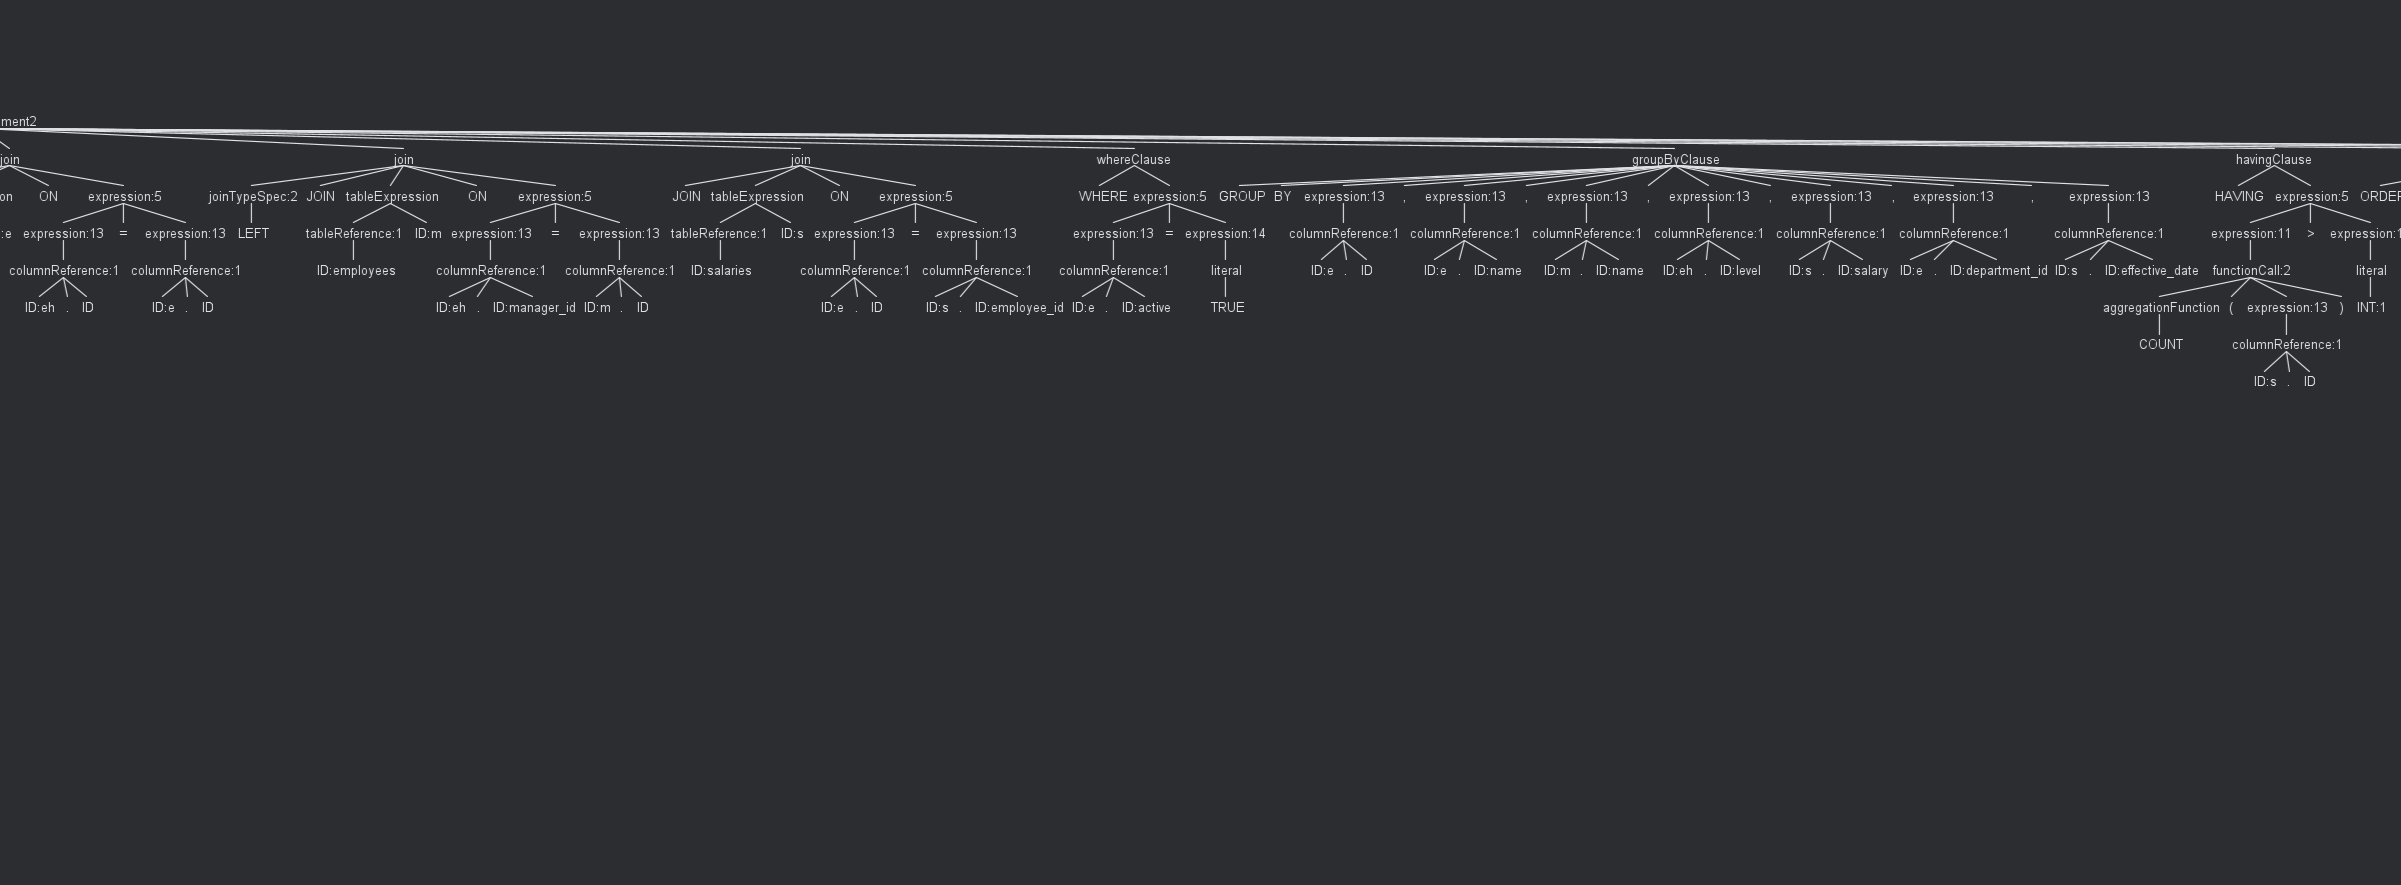 ment2
join join join whereClause groupByClause havingClause
on ON expression:5 joinTypeSpec:2 JOIN tableExpression ON expression:5 JOIN tableExpression ON expression:5 WHERE expression:5 GROUP BY expression:13 , expression:13 , expression:13 , expression:13 , expression:13 , expression:13 , expression:13 HAVING expression:5 ORDER
:e expression:13 = expression:13 LEFT tableReference:1 ID:m expression:13 = expression:13 tableReference:1 ID:s expression:13 = expression:13 expression:13 = expression:14 columnReference:1 columnReference:1 columnReference:1 columnReference:1 columnReference:1 columnReference:1 columnReference:1 expression:11 > expression:1
columnReference:1 columnReference:1 ID:employees columnReference:1 columnReference:1 ID:salaries columnReference:1 columnReference:1 columnReference:1 literal ID:e . ID ID:e . ID:name ID:m . ID:name ID:eh . ID:level ID:s . ID:salary ID:e . ID:department_id ID:s . ID:effective_date functionCall:2 literal
ID:eh . ID ID:e . ID ID:eh . ID:manager_id ID:m . ID ID:e . ID ID:s . ID:employee_id ID:e . ID:active TRUE aggregationFunction ( expression:13 ) INT:1
COUNT columnReference:1
ID:s . ID